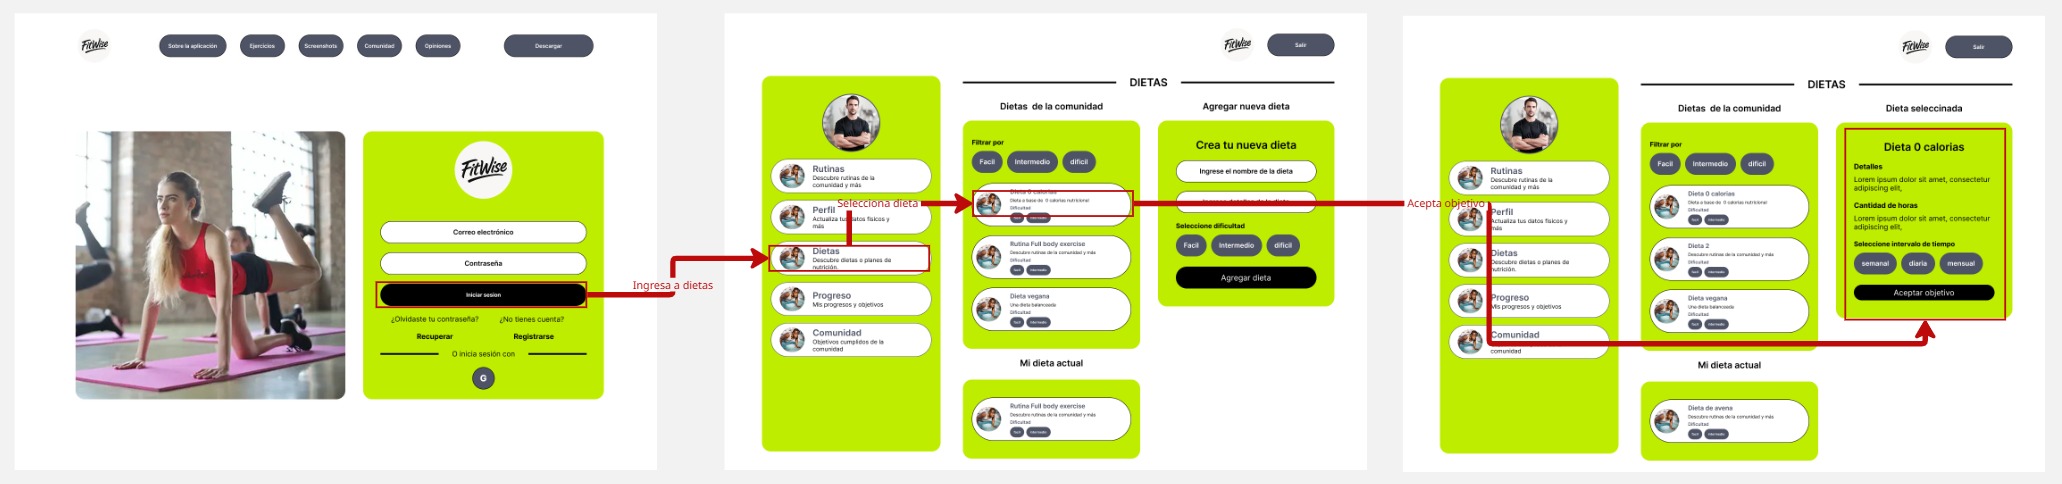 FitWise
Sobre la aplicación
Ejercicios
Screenshots
Comunidad
Opiniones
Descargar
FitWise
Correo electrónico
Contraseña
Iniciar sesion
¿Olvidaste tu contraseña?
¿No tienes cuenta?
Recuperar
Registrarse
O inicia sesión con
G
Ingresa a dietas
FitWise
Salir
Rutinas
Descubre rutinas de la
comunidad y más
Perfil
Actualiza tus datos físicos y
más
Dietas
Descubre dietas o planes de
nutrición.
Progreso
Mis progresos y objetivos
Comunidad
Objetivos cumplidos de la
comunidad
Selecciona dieta
DIETAS
Dietas de la comunidad
Filtrar por
Facil
Intermedio
dificil
Dieta 0 calorias
Dieta a base de 0 calorias nutricional
Dificultad
facil
Intermedio
Rutina Full body exercise
Descubre rutinas de la comunidad y más
Dificultad
facil
Intermedio
Dieta vegana
Una dieta balanceada
Dificultad
facil
Intermedio
Mi dieta actual
Rutina Full body exercise
Descubre rutinas de la comunidad y más
Dificultad
facil
Intermedio
Agregar nueva dieta
Crea tu nueva dieta
Ingrese el nombre de la dieta
Seleccione dificultad
Facil
Intermedio
dificil
Agregar dieta
Acepta objetivo
FitWise
Salir
Rutinas
Descubre rutinas de la
comunidad y más
Perfil
Actualiza tus datos físicos y
más
Dietas
Descubre dietas o planes de
nutrición.
Progreso
Mis progresos y objetivos
Comunidad
comunidad
DIETAS
Dietas de la comunidad
Filtrar por
Facil
Intermedio
dificil
Dieta 0 calorias
Dieta a base de 0 calorias nutricional
Dificultad
facil
Intermedio
Dieta 2
Descubre rutinas de la comunidad y más
Dificultad
facil
Intermedio
Dieta vegana
Una dieta balanceada
Dificultad
facil
Intermedio
Mi dieta actual
Dieta de avena
Descubre rutinas de la comunidad y más
Dificultad
facil
Intermedio
Dieta seleccinada
Dieta 0 calorias
Detalles
Lorem ipsum dolor sit amet, consectetur
adipiscing elit,
Cantidad de horas
Lorem ipsum dolor sit amet, consectetur
adipiscing elit,
Seleccione intervalo de tiempo
semanal
diaria
mensual
Aceptar objetivo